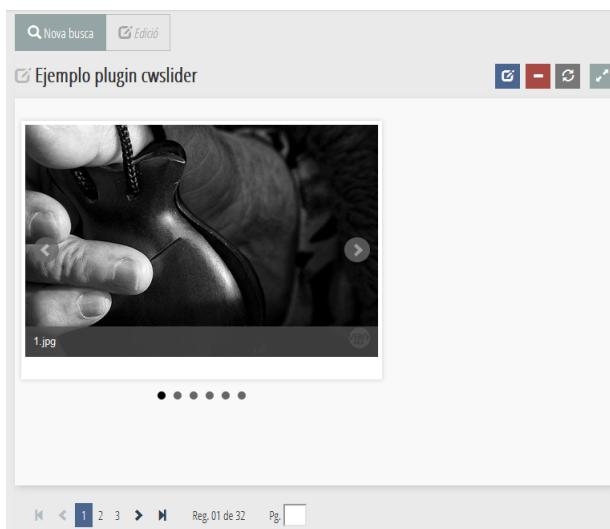 Nova busca Edició
Ejemplo plugin cwslider
1.jpg
1 2 3 Reg. 01 de 32 Pg.